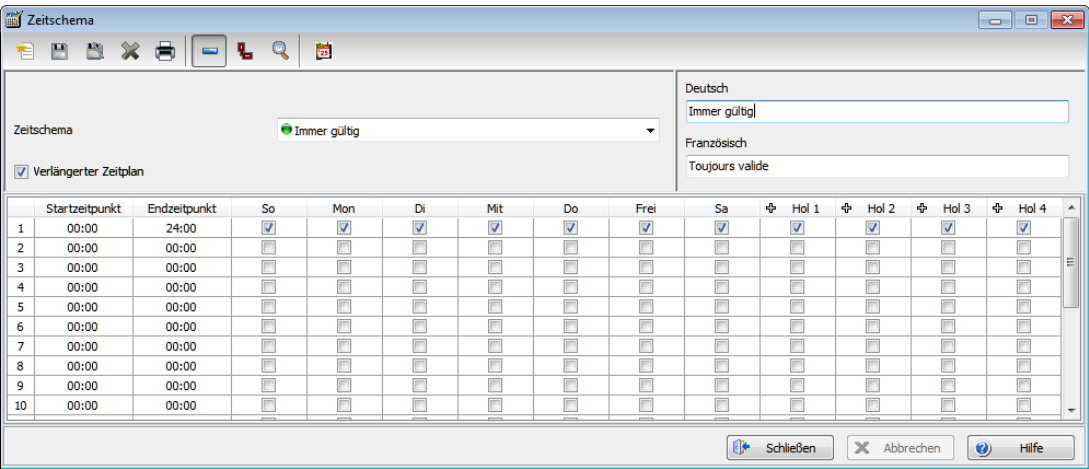 Zeitschema
Deutsch
Immer gültig
Zeitschema Immer gültig
Französisch
Toujours valide
Verlängerter Zeitplan
Startzeitpunkt Endzeitpunkt So Mon Di Mit Do Frei Sa Hol 1 Hol 2 Hol 3 Hol 4
1 00:00 24:00
2 00:00 00:00
3 00:00 00:00
4 00:00 00:00
5 00:00 00:00
6 00:00 00:00
7 00:00 00:00
8 00:00 00:00
9 00:00 00:00
10 00:00 00:00
Schließen Abbrechen Hilfe